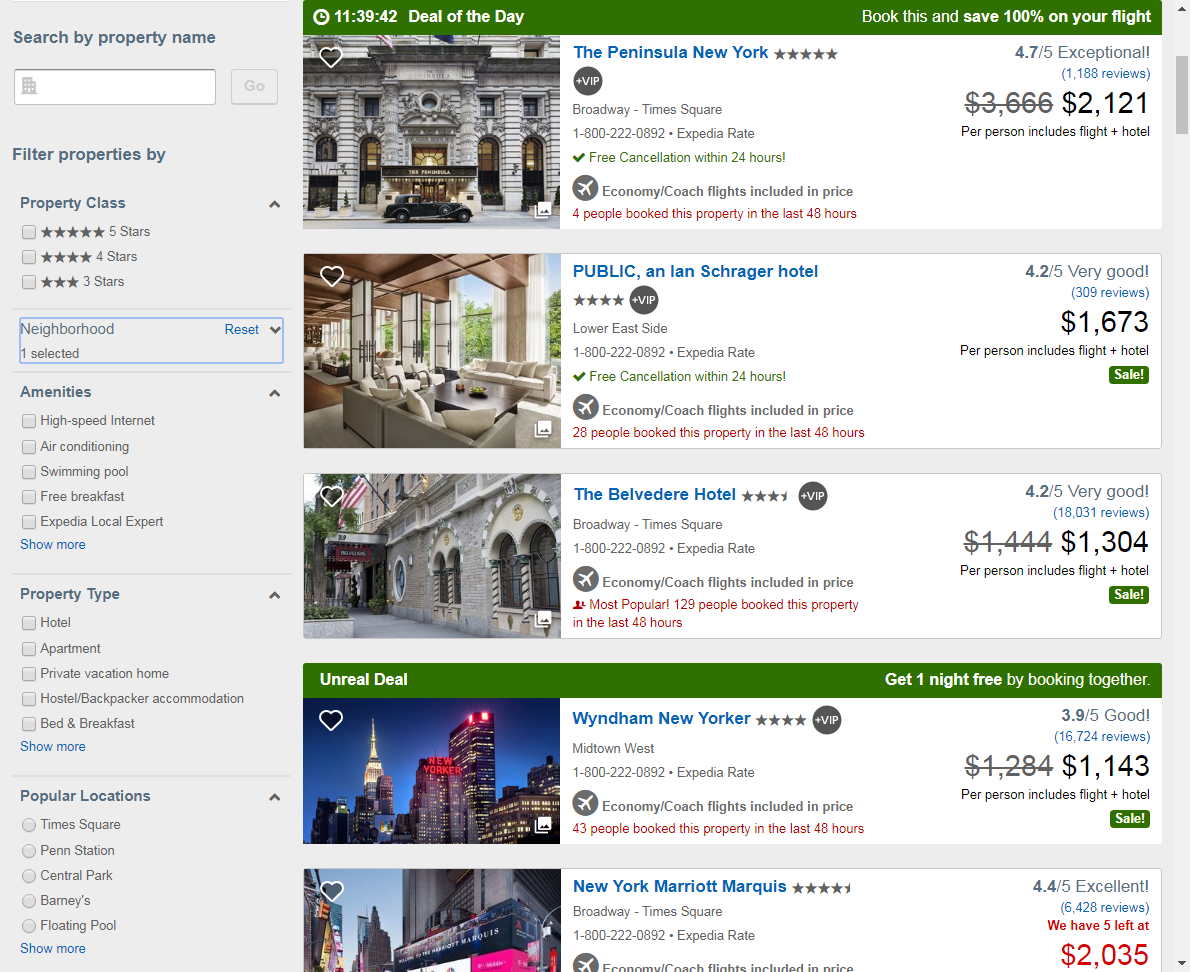 Search by property name
Go
Filter properties by
Property Class
5 Stars
4 Stars
3 Stars
Neighborhood
Reset
1 selected
Amenities
High-speed Internet
Air conditioning
Swimming pool
Free breakfast
Expedia Local Expert
Show more
Property Type
Hotel
Apartment
Private vacation home
Hostel/Backpacker accommodation
Bed & Breakfast
Show more
Popular Locations
Times Square
Penn Station
Central Park
Barney's
Floating Pool
Show more
11:39:42 Deal of the Day
Book this and save 100% on your flight
THE PENINSULA
THE PENINSULA
The Peninsula New York
+VIP
Broadway - Times Square
1-800-222-0892 • Expedia Rate
Free Cancellation within 24 hours!
Economy/Coach flights included in price
4 people booked this property in the last 48 hours
4.7/5 Exceptional!
(1,188 reviews)
$3,666 $2,121
Per person includes flight + hotel
PUBLIC, an Ian Schrager hotel
+VIP
Lower East Side
1-800-222-0892 • Expedia Rate
Free Cancellation within 24 hours!
Economy/Coach flights included in price
28 people booked this property in the last 48 hours
4.2/5 Very good!
(309 reviews)
$1,673
Per person includes flight + hotel
Sale!
BELVEDERE
The Belvedere Hotel
+VIP
Broadway - Times Square
1-800-222-0892 • Expedia Rate
Economy/Coach flights included in price
Most Popular! 129 people booked this property
in the last 48 hours
4.2/5 Very good!
(18,031 reviews)
$1,444 $1,304
Per person includes flight + hotel
Sale!
Unreal Deal
Get 1 night free by booking together.
NEW
YORKER
Wyndham New Yorker
+VIP
Midtown West
1-800-222-0892 • Expedia Rate
Economy/Coach flights included in price
43 people booked this property in the last 48 hours
3.9/5 Good!
(16,724 reviews)
$1,284 $1,143
Per person includes flight + hotel
Sale!
WELCOME TO THE MARRIOTT MARQUIS
T-Mobile
New York Marriott Marquis
Broadway - Times Square
1-800-222-0892 • Expedia Rate
Economy/Coach flights included in price
4.4/5 Excellent!
(6,428 reviews)
We have 5 left at
$2,035